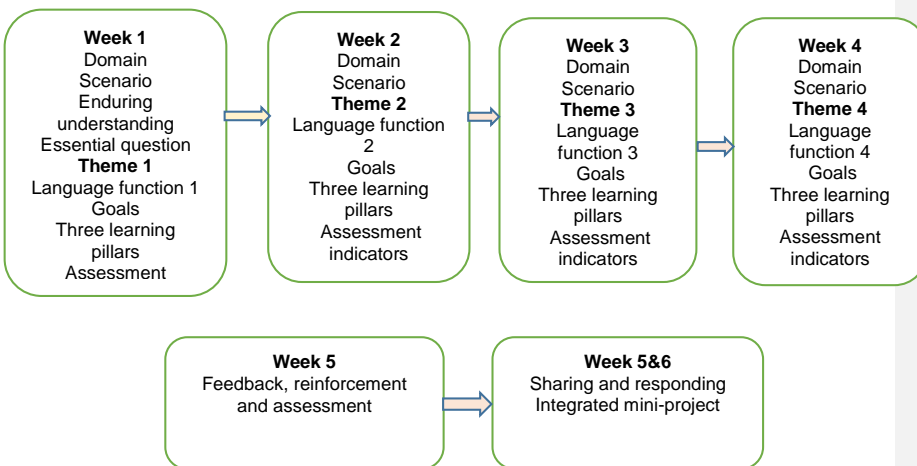 Week 1
Domain
Scenario
Enduring
understanding
Essential question
Theme 1
Language function 1
Goals
Three learning
pillars
Assessment
Week 2
Domain
Scenario
Theme 2
Language function
2
Goals
Three learning
pillars
Assessment
indicators
Week 3
Domain
Scenario
Theme 3
Language
function 3
Goals
Three learning
pillars
Assessment
indicators
Week 4
Domain
Scenario
Theme 4
Language
function 4
Goals
Three learning
pillars
Assessment
indicators
Week 5
Feedback, reinforcement
and assessment
Week 5&6
Sharing and responding
Integrated mini-project